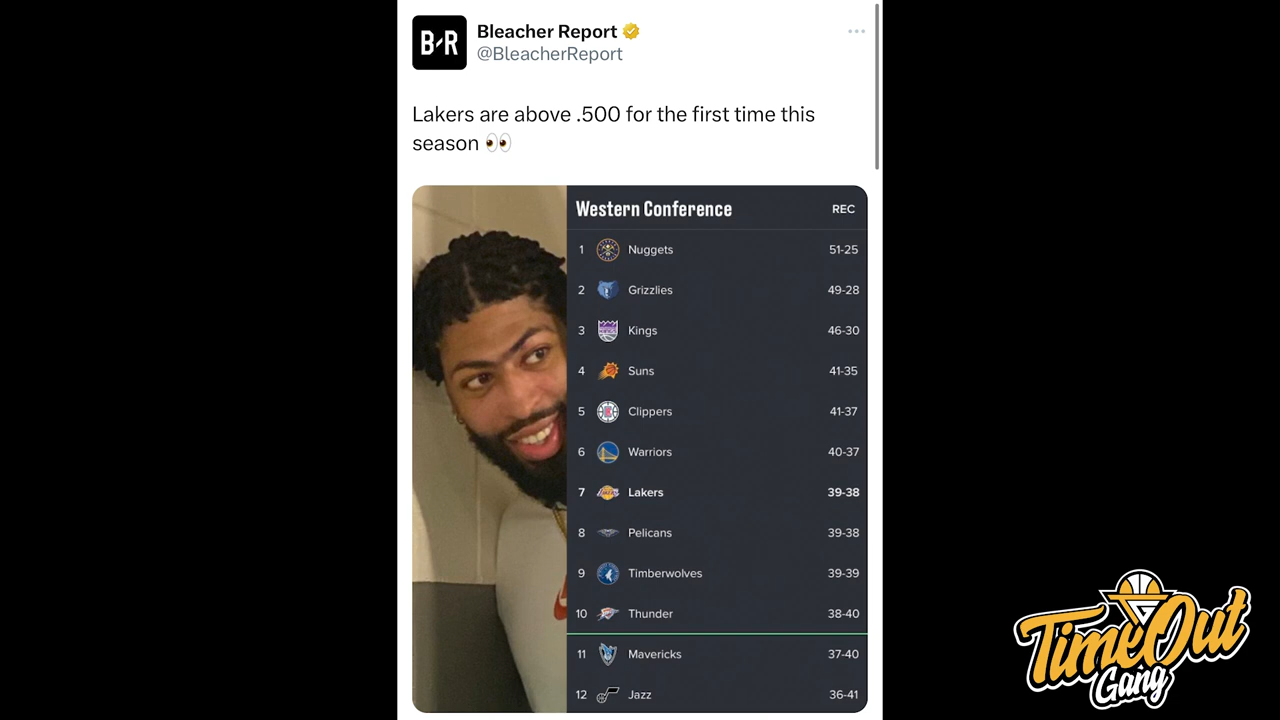 B/R
Bleacher Report
@BleacherReport
Lakers are above .500 for the first time this
season 👀
Western Conference REC
1 Nuggets 51-25
2 Grizzlies 49-28
3 Kings 46-30
4 Suns 41-35
5 Clippers 41-37
6 Warriors 40-37
7 Lakers 39-38
8 Pelicans 39-38
9 Timberwolves 39-39
10 Thunder 38-40
11 Mavericks 37-40
12 Jazz 36-41
TimeOut
Gang